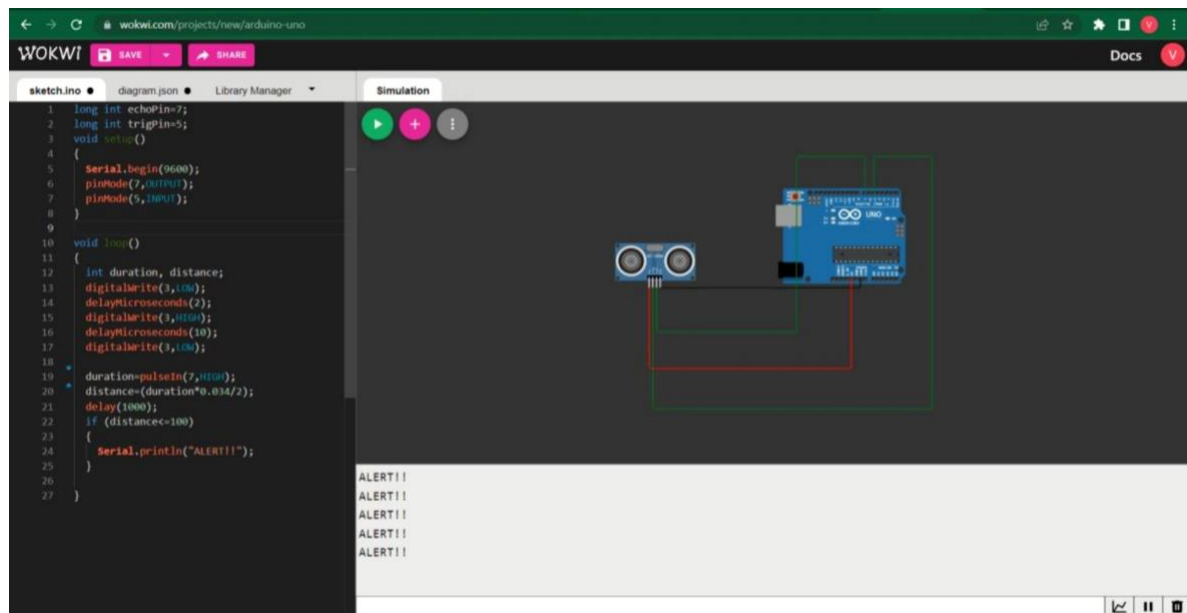 wokwi.com/projects/new/arduino-uno
V
WOKWI SAVE SHARE Docs V
sketch.ino diagram.json Library Manager Simulation
1 long int echoPin=7;
2 long int trigPin=5;
3 void setup()
4 {
5 Serial.begin(9600);
6 pinMode(7,OUTPUT);
7 pinMode(5,INPUT);
8 }
9
10 void loop()
11 {
12 int duration, distance;
13 digitalWrite(3,LOW);
14 delayMicroseconds(2);
15 digitalWrite(3,HIGH);
16 delayMicroseconds(10);
17 digitalWrite(3,LOW);
18
19 duration=pulseIn(7,HIGH);
20 distance=(duration*0.034/2);
21 delay(1000);
22 if (distance<=100)
23 {
24 Serial.println("ALERT!!");
25 }
26
27 }
UNO
ALERT!!
ALERT!!
ALERT!!
ALERT!!
ALERT!!